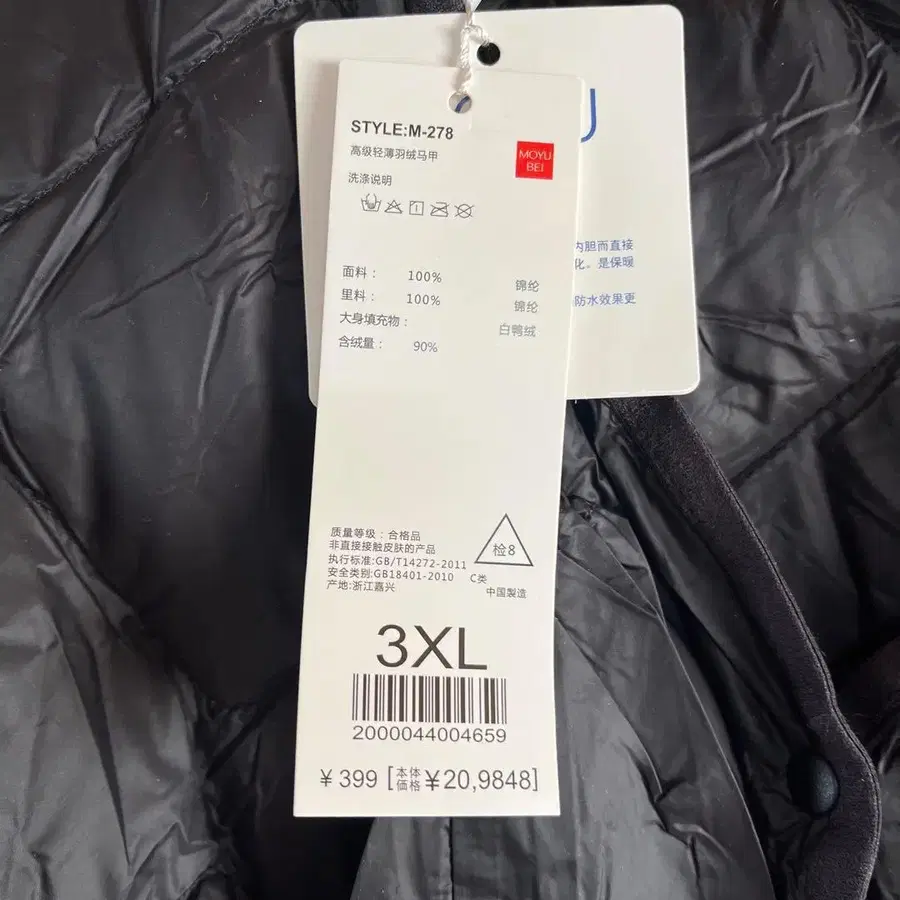 STYLE:M-278
高级轻薄羽绒马甲
MOYU
BEI
洗涤说明
面料： 100% 锦纶
里料： 100% 锦纶
大身填充物： 白鸭绒
含绒量： 90%
质量等级：合格品
非直接接触皮肤的产品
执行标准:GB/T14272-2011
安全类别:GB18401-2010 C类
产地:浙江嘉兴
检8
中国製造
3XL
2000044004659
¥ 399 [本体価格 ¥20,9848]
U
内胆而直接
化。是保暖
防水效果更